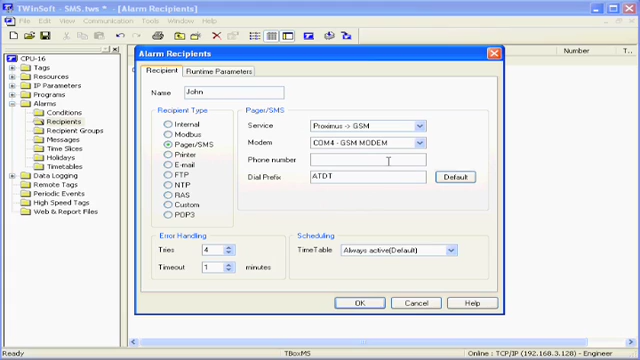 TWinSoft - SMS.tws * - [Alarm Recipients]
File Edit View Communication Tools Window Help
Number T..
CPU-16
Tags
Resources
IP Parameters
Programs
Alarms
Conditions
Recipients
Recipient Groups
Messages
Time Slices
Holidays
Timetables
Data Logging
Remote Tags
Periodic Events
High Speed Tags
Web & Report Files
Alarm Recipients
Recipient Runtime Parameters
Name John
Recipient Type
Internal
Modbus
Pager/SMS
Printer
E-mail
FTP
NTP
RAS
Custom
POP3
Pager/SMS
Service Proximus -> GSM
Modem COM4 - GSM MODEM
Phone number
Dial Prefix ATDT Default
Error Handling
Tries 4
Timeout 1 minutes
Scheduling
TimeTable Always active(Default)
OK Cancel Help
Ready TBoxMS Online : TCP/IP (192.168.3.128) - Engineer